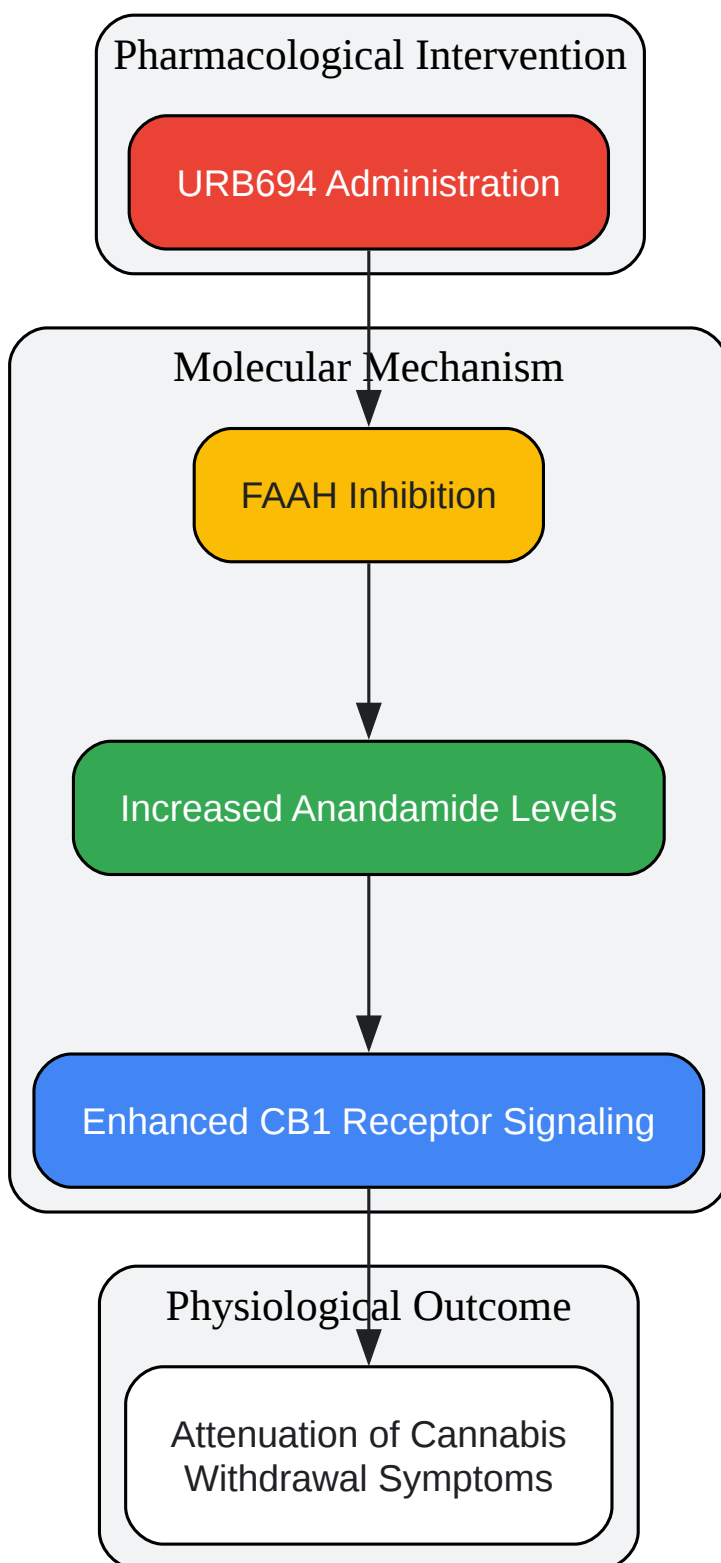 Pharmacological Intervention
URB694 Administration
Molecular Mechanism
FAAH Inhibition
Increased Anandamide Levels
Enhanced CB1 Receptor Signaling
Physiological Outcome
Attenuation of Cannabis
Withdrawal Symptoms